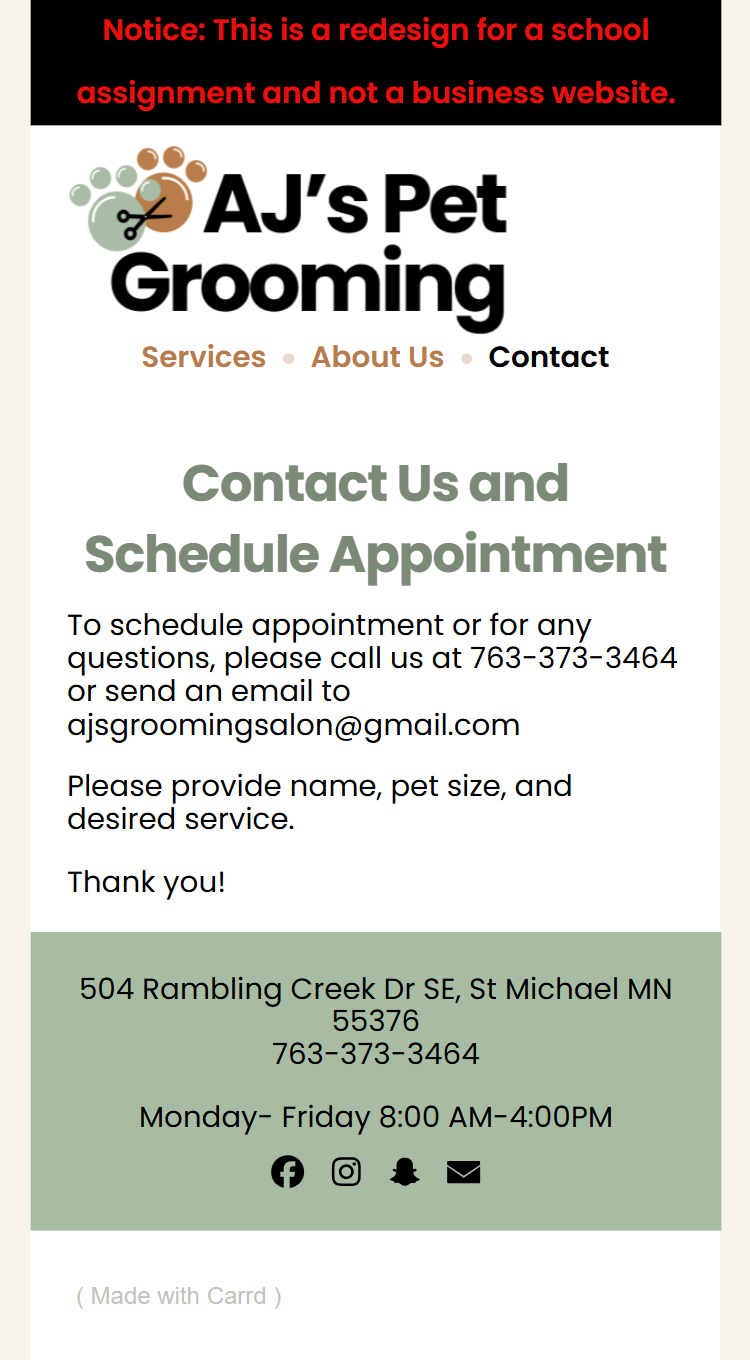 Notice: This is a redesign for a school
assignment and not a business website.
AJ’s Pet
Grooming
Services • About Us • Contact
Contact Us and
Schedule Appointment
To schedule appointment or for any
questions, please call us at 763-373-3464
or send an email to
ajsgroomingsalon@gmail.com
Please provide name, pet size, and
desired service.
Thank you!
504 Rambling Creek Dr SE, St Michael MN
55376
763-373-3464
Monday- Friday 8:00 AM-4:00PM
( Made with Carrd )